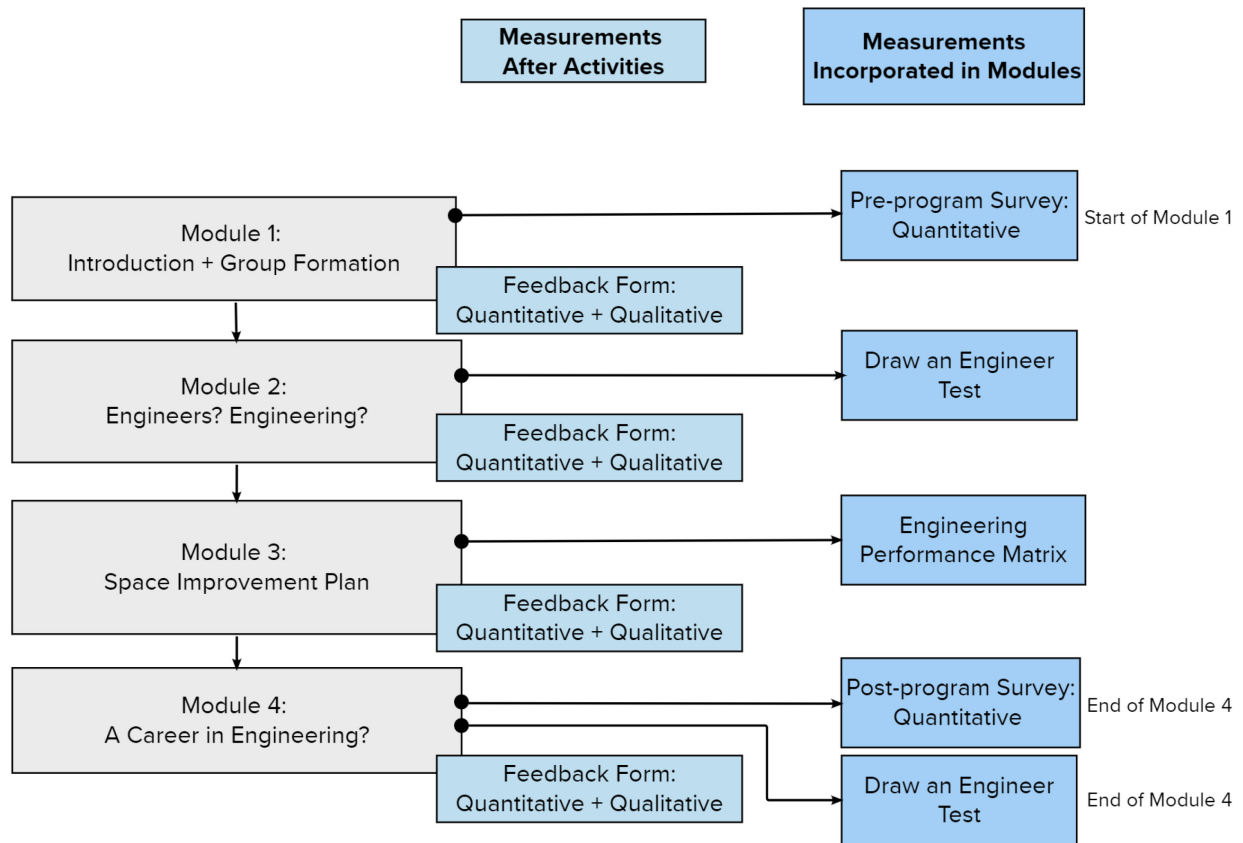 Measurements
After Activities
Measurements
Incorporated in Modules
Module 1:
Introduction + Group Formation
Pre-program Survey:
Quantitative
Start of Module 1
Feedback Form:
Quantitative + Qualitative
Module 2:
Engineers? Engineering?
Draw an Engineer
Test
Feedback Form:
Quantitative + Qualitative
Module 3:
Space Improvement Plan
Engineering
Performance Matrix
Feedback Form:
Quantitative + Qualitative
Module 4:
A Career in Engineering?
Post-program Survey:
Quantitative
End of Module 4
Feedback Form:
Quantitative + Qualitative
Draw an Engineer
Test
End of Module 4